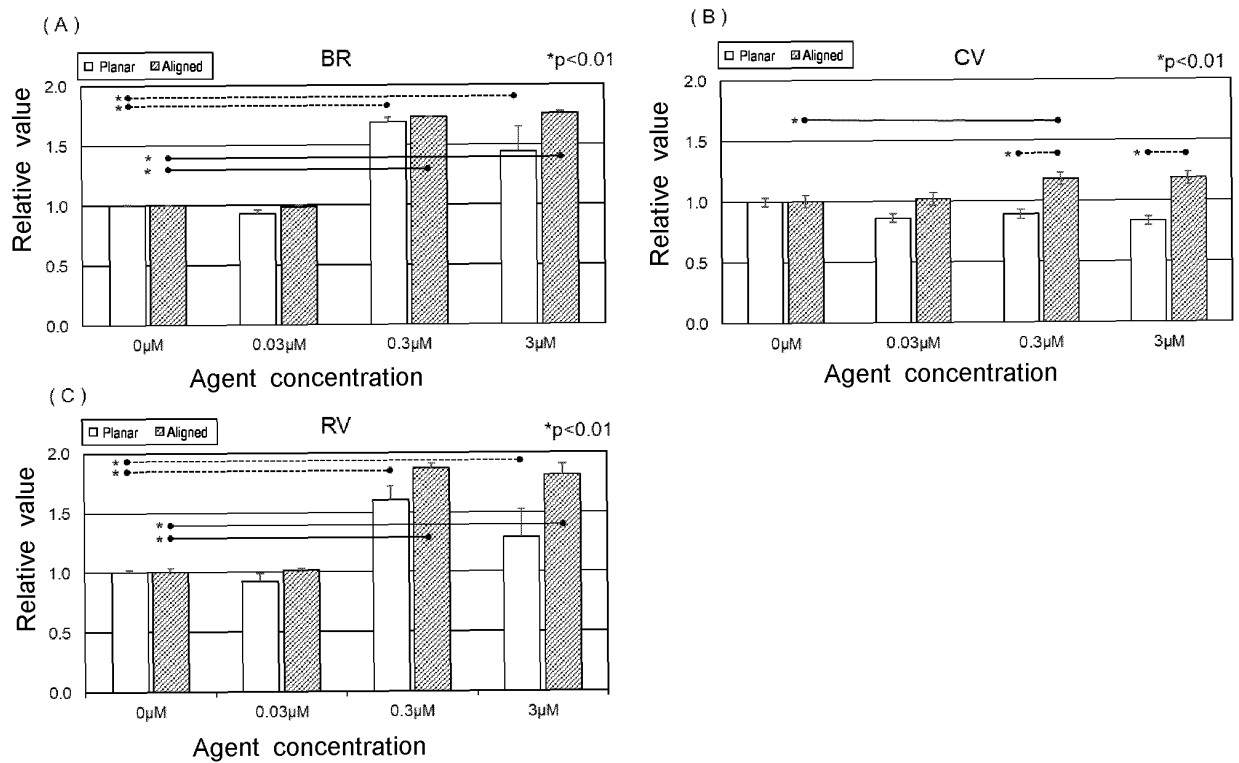 ( A )
BR
*p<0.01
Planar Aligned
Relative value
2.0
1.5
1.0
0.5
0.0
*
*
*
*
0μM 0.03μM 0.3μM 3μM
Agent concentration
( B )
CV
*p<0.01
Planar Aligned
Relative value
2.0
1.5
1.0
0.5
0.0
*
* *
0μM 0.03μM 0.3μM 3μM
Agent concentration
( C )
RV
*p<0.01
Planar Aligned
Relative value
2.0
1.5
1.0
0.5
0.0
*
*
*
*
0μM 0.03μM 0.3μM 3μM
Agent concentration